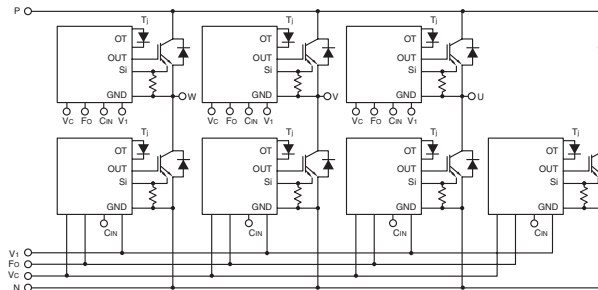 P
Tj Tj Tj
OT OT OT
OUT OUT OUT
Si Si Si
GND W GND V GND U
VC FO CIN V1 VC FO CIN V1 VC FO CIN V1
Tj Tj Tj Tj
OT OT OT OT
OUT OUT OUT OUT
Si Si Si Si
GND GND GND GND
CIN CIN CIN CIN
V1
FO
VC
N